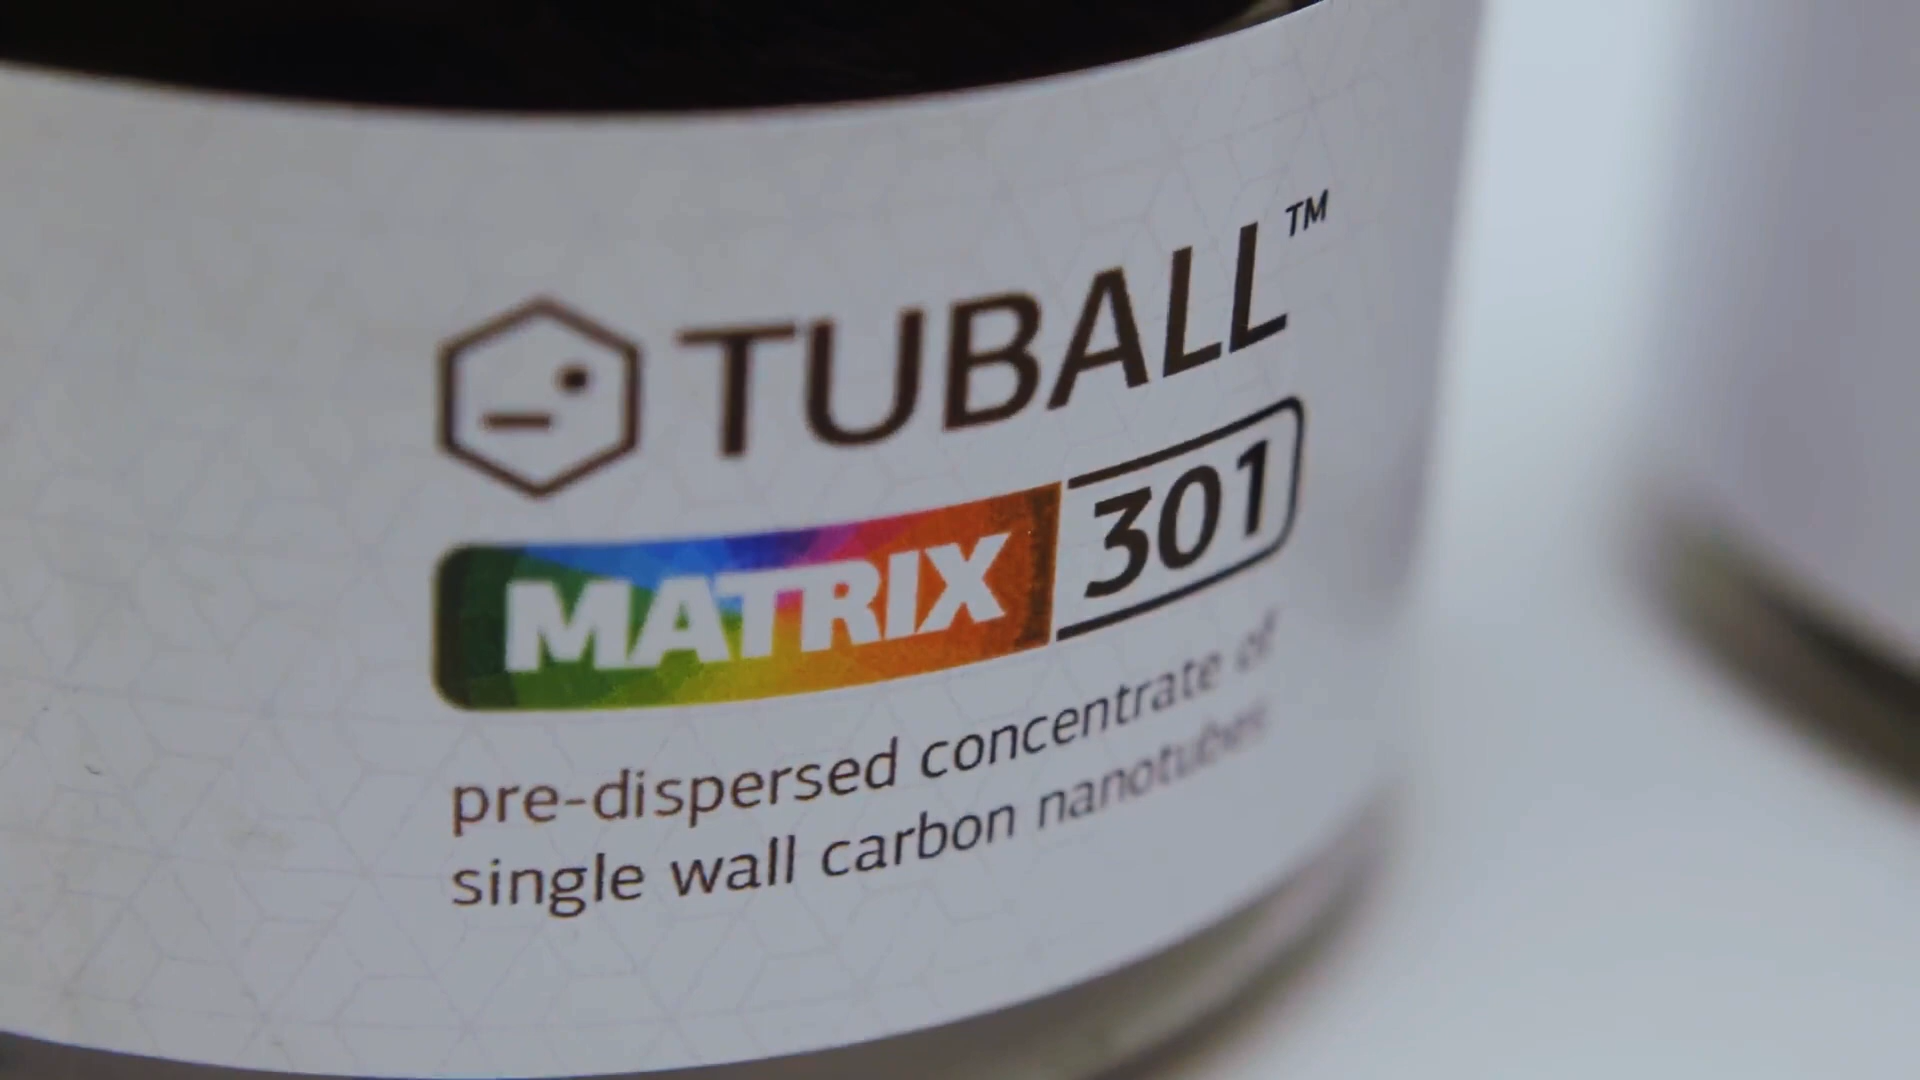 TUBALL™
MATRIX 301
pre-dispersed concentrate of
single wall carbon nanotubes